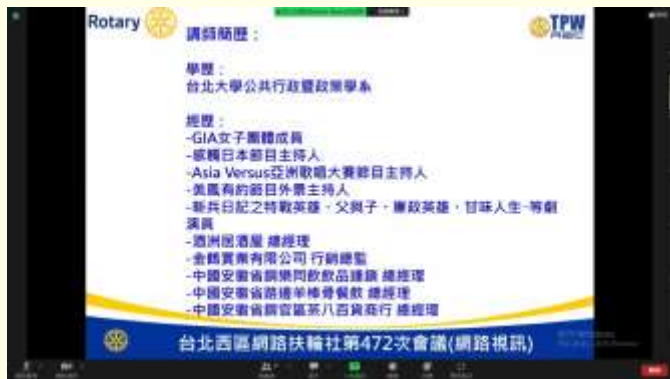 Rotary
TPW
講師簡歷：
學歷：
台北大學公共行政暨政策學系
經歷：
-GIA女子團體成員
-感觸日本節目主持人
-Asia Versus亞洲歌唱大賽節目主持人
-美鳳有約節目外景主持人
-新兵日記之特戰英雄、父與子、廉政英雄、甘味人生-等劇
演員
-酒洲居酒屋 總經理
-金鶴實業有限公司 行銷總監
-中國安徽省銅樂同飲飲品連鎖 總經理
-中國安徽省路邊羊棒骨餐飲 總經理
-中國安徽省銅官區茶八百貨商行 總經理
台北西區網路扶輪社第472次會議(網路視訊)